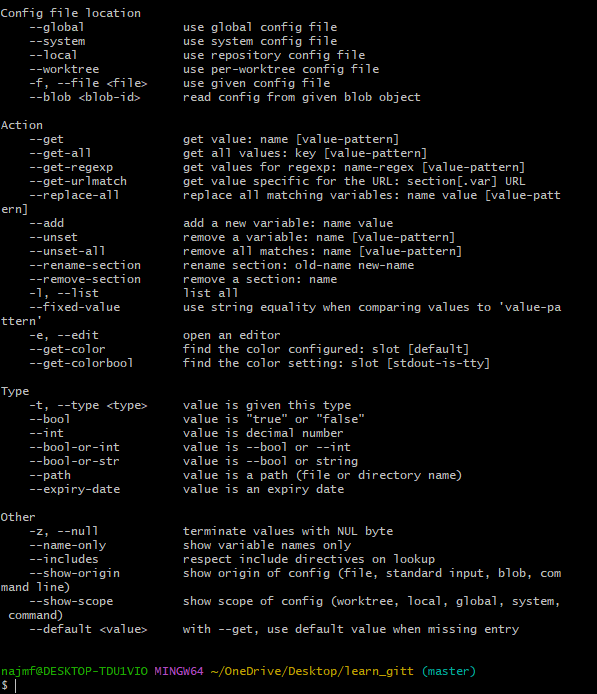 Config file location
    --global              use global config file
    --system              use system config file
    --local               use repository config file
    --worktree            use per-worktree config file
    -f, --file <file>     use given config file
    --blob <blob-id>      read config from given blob object

Action
    --get                 get value: name [value-pattern]
    --get-all             get all values: key [value-pattern]
    --get-regexp          get values for regexp: name-regex [value-pattern]
    --get-urlmatch        get value specific for the URL: section[.var] URL
    --replace-all         replace all matching variables: name value [value-patt
ern]
    --add                 add a new variable: name value
    --unset               remove a variable: name [value-pattern]
    --unset-all           remove all matches: name [value-pattern]
    --rename-section      rename section: old-name new-name
    --remove-section      remove a section: name
    -l, --list            list all
    --fixed-value         use string equality when comparing values to 'value-pa
ttern'
    -e, --edit            open an editor
    --get-color           find the color configured: slot [default]
    --get-colorbool       find the color setting: slot [stdout-is-tty]

Type
    -t, --type <type>     value is given this type
    --bool                value is "true" or "false"
    --int                 value is decimal number
    --bool-or-int         value is --bool or --int
    --bool-or-str         value is --bool or string
    --path                value is a path (file or directory name)
    --expiry-date         value is an expiry date

Other
    -z, --null            terminate values with NUL byte
    --name-only           show variable names only
    --includes            respect include directives on lookup
    --show-origin         show origin of config (file, standard input, blob, com
mand line)
    --show-scope          show scope of config (worktree, local, global, system,
 command)
    --default <value>     with --get, use default value when missing entry

najmf@DESKTOP-TDU1VIO MINGW64 ~/OneDrive/Desktop/learn_gitt (master)
$